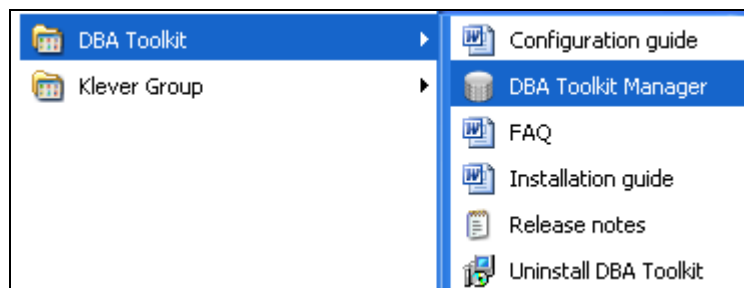 DBA Toolkit
Klever Group
Configuration guide
DBA Toolkit Manager
FAQ
Installation guide
Release notes
Uninstall DBA Toolkit